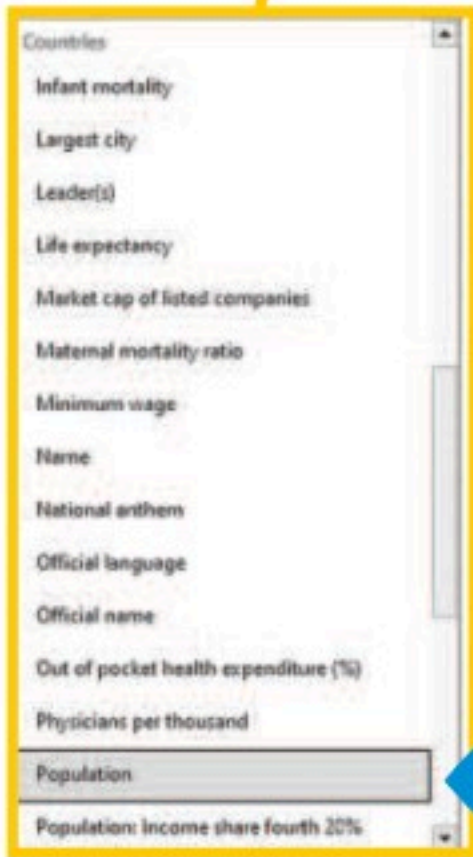 Countries
Infant mortality
Largest city
Leader(s)
Life expectancy
Market cap of listed companies
Maternal mortality ratio
Minimum wage
Name
National anthem
Official language
Official name
Out of pocket health expenditure (%)
Physicians per thousand
Population
Population: Income share fourth 20%